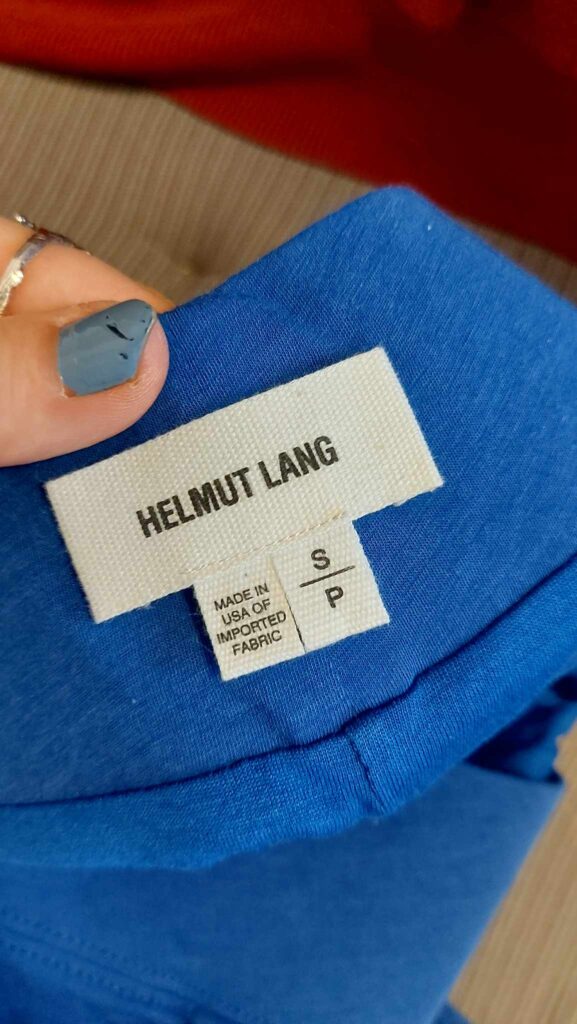 HELMUT LANG
MADE IN
USA OF
IMPORTED
FABRIC
S
P